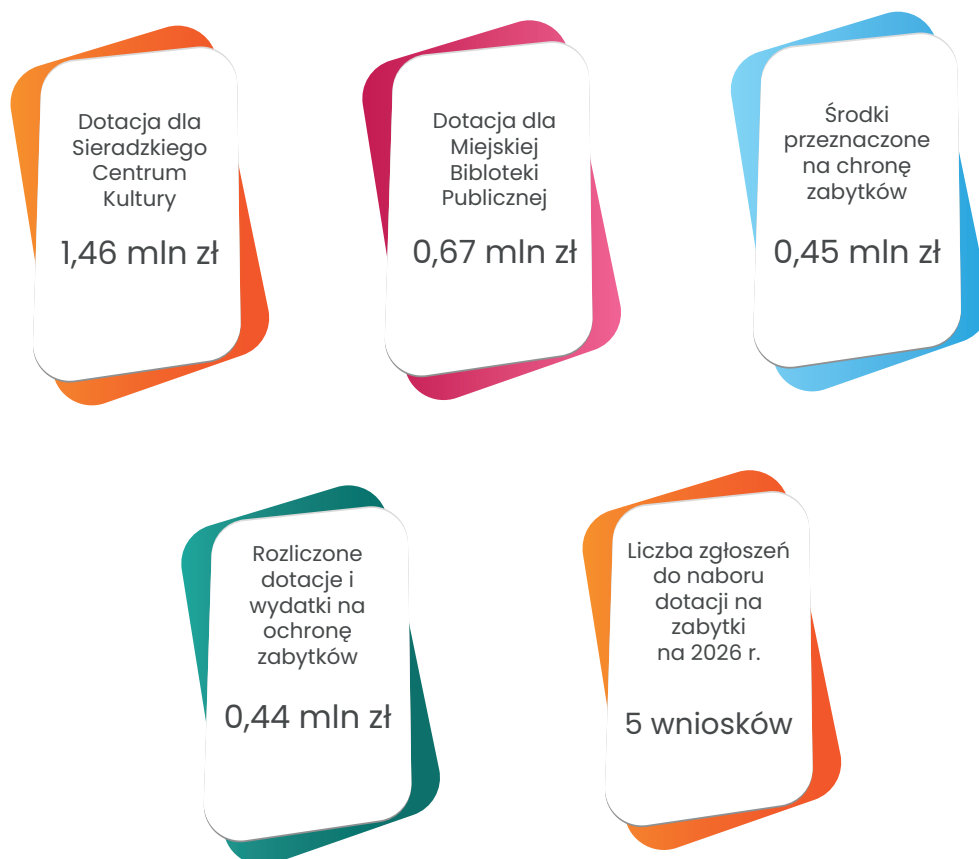 Dotacja dla
Sieradzkiego
Centrum
Kultury
1,46 mln zł
Dotacja dla
Miejskiej
Bibloteki
Publicznej
0,67 mln zł
Środki
przeznaczone
na chronę
zabytków
0,45 mln zł
Rozliczone
dotacje i
wydatki na
ochronę
zabytków
0,44 mln zł
Liczba zgłoszeń
do naboru
dotacji na
zabytki
na 2026 r.
5 wniosków